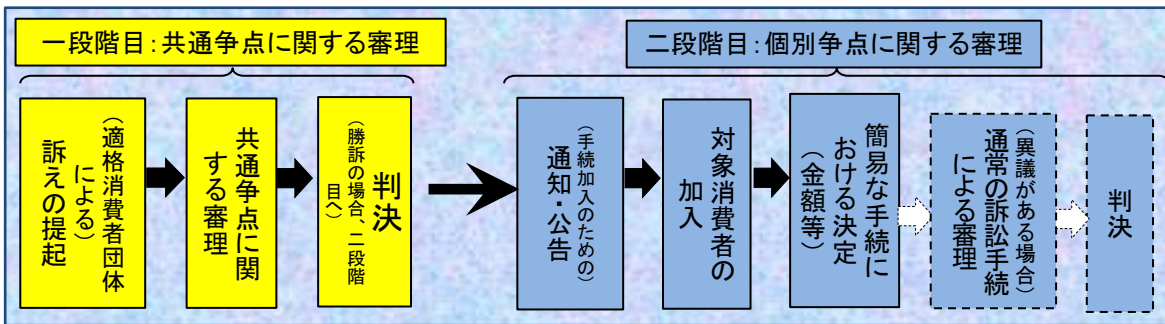 一段階目：共通争点に関する審理
二段階目：個別争点に関する審理
訴えの提起
（適格消費者団体
による）
共通争点に関
する審理
判決
（勝訴の場合、二段階
目へ）
（手続加入のための）
通知・公告
対象消費者の
加入
簡易な手続に
おける決定
（金額等）
（異議がある場合）
通常の訴訟手続
による審理
判決